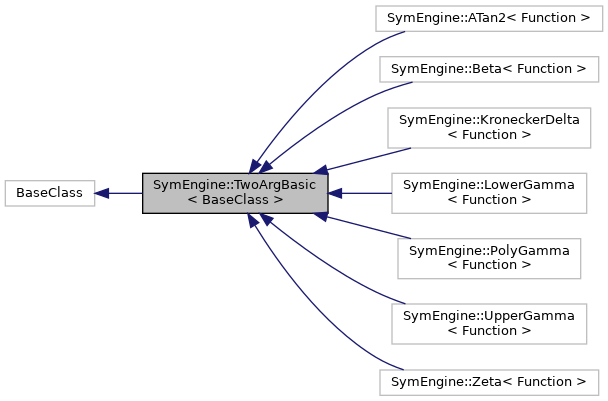 SymEngine::ATan2< Function >
SymEngine::Beta< Function >
SymEngine::KroneckerDelta
< Function >
BaseClass
SymEngine::TwoArgBasic
< BaseClass >
SymEngine::LowerGamma
< Function >
SymEngine::PolyGamma
< Function >
SymEngine::UpperGamma
< Function >
SymEngine::Zeta< Function >